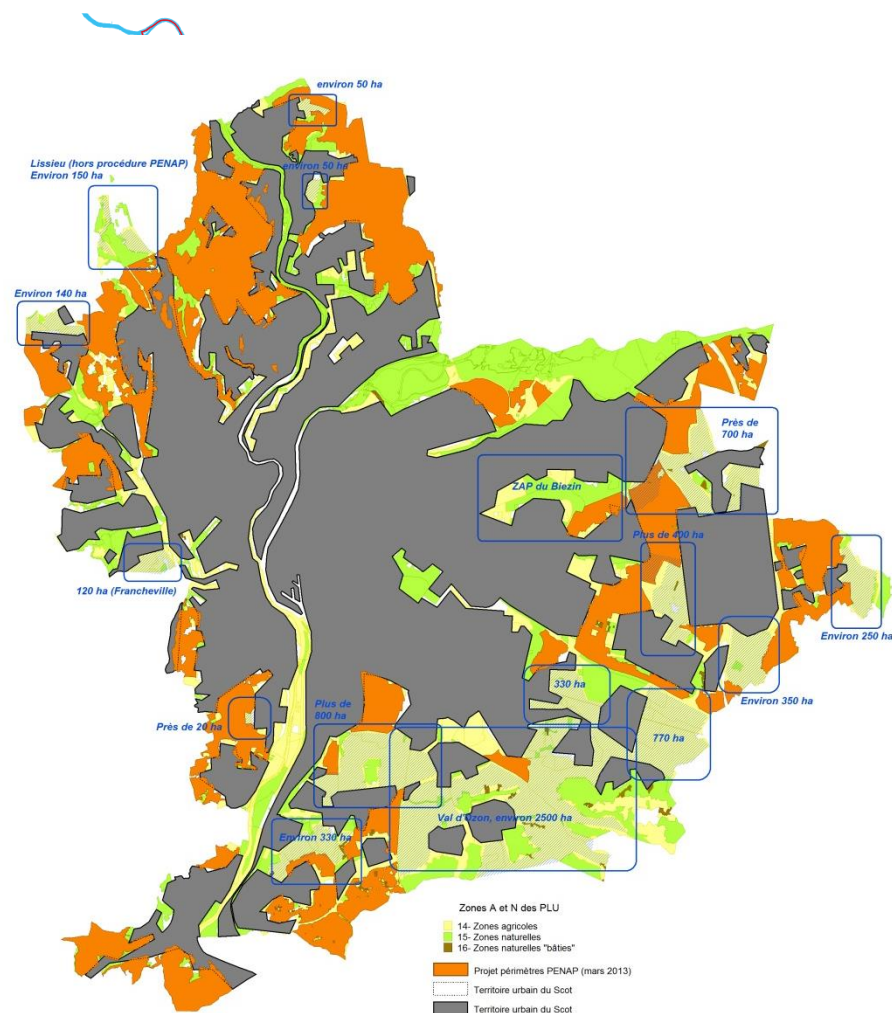 environ 50 ha
environ 50 ha
Lissieu (hors procédure PENAP)
Environ 150 ha
Environ 140 ha
Près de
700 ha
ZAP du Biezin
Plus de 400 ha
120 ha (Francheville)
Environ 250 ha
330 ha
Environ 350 ha
Plus de
800 ha
Près de 20 ha
770 ha
Val d'Ozon, environ 2500 ha
Environ 330 ha
Zones A et N des PLU
14- Zones agricoles
15- Zones naturelles
16- Zones naturelles "bâties"
Projet périmètres PENAP (mars 2013)
Territoire urbain du Scot
Territoire urbain du Scot